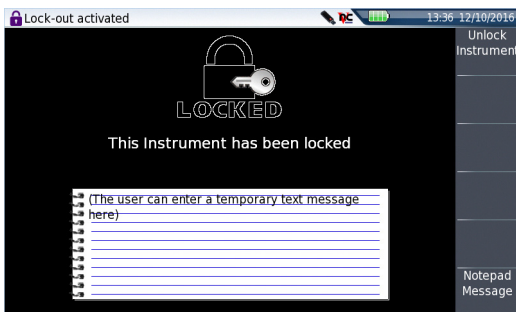 Lock-out activated
DC
13:36 12/10/2016
Unlock
Instrument
LOCKED
This Instrument has been locked
(The user can enter a temporary text message
here)
Notepad
Message